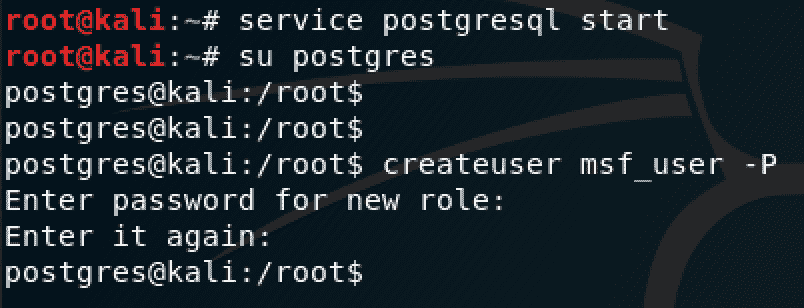 root@kali:~# service postgresql start
root@kali:~# su postgres
postgres@kali:/root$
postgres@kali:/root$
postgres@kali:/root$ createuser msf_user -P
Enter password for new role:
Enter it again:
postgres@kali:/root$